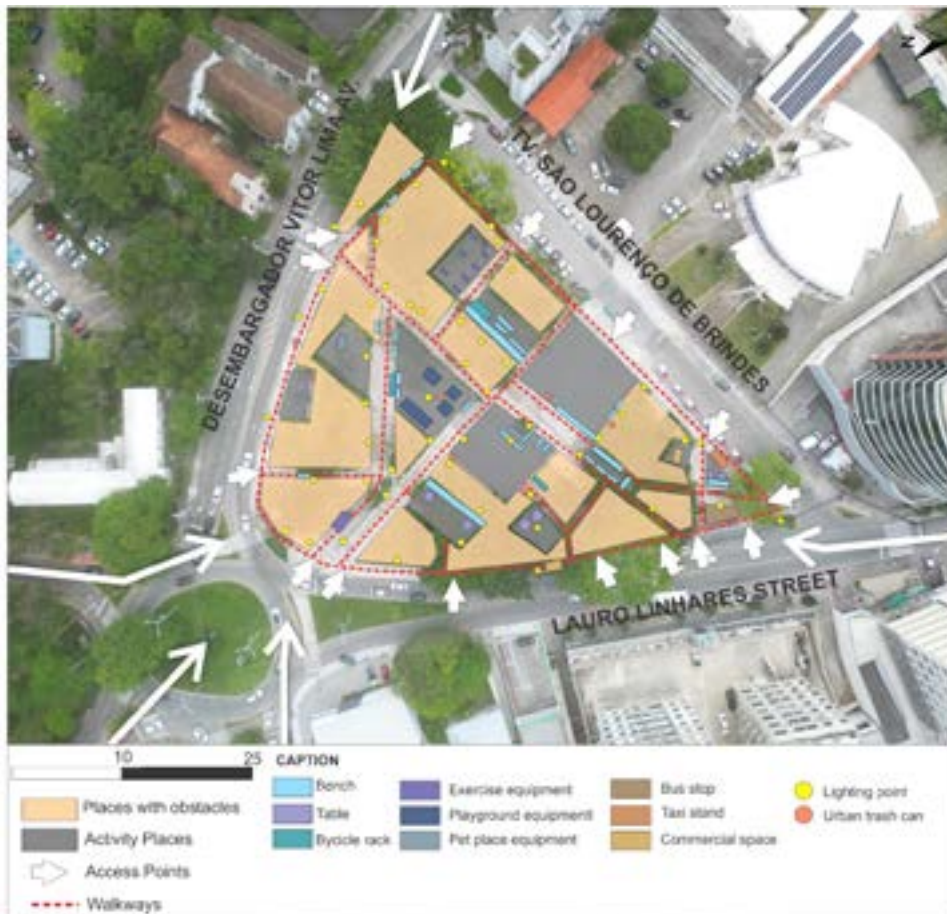 N
DESEMBARGADOR VITOR LIMA AV.
TV SÃO LOURENÇO DE BRINDES
LAURO LINHARES STREET
10 25
CAPTION
Places with obstacles
Activity Places
Access Points
Walkways
Bench
Table
Bycicle rack
Exercise equipment
Playground equipmentl
Pet place equipment
Bus stop
Taxi stand
Commercial space
Lighting point
Urban trash can